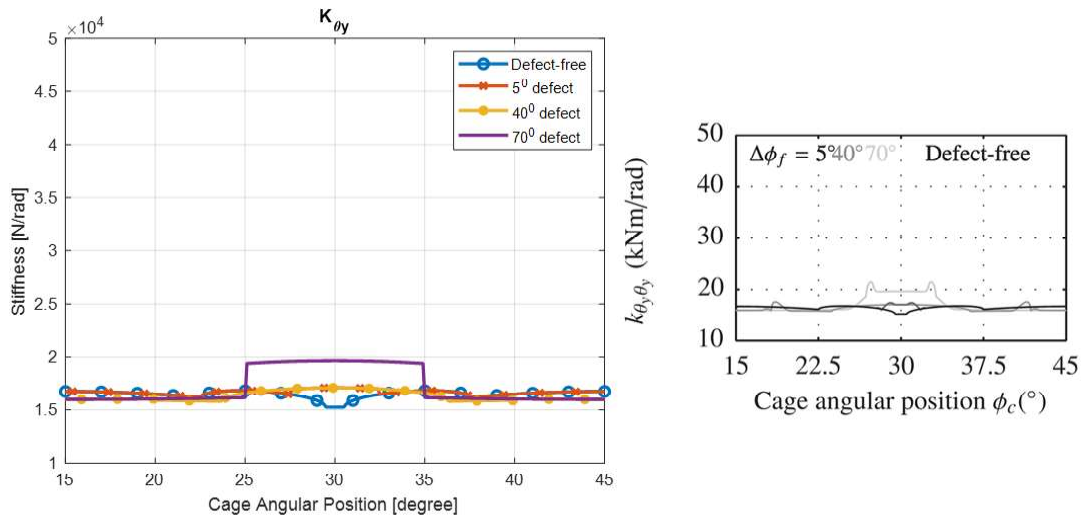 K_θy
×10⁴
5
4.5
4
3.5
3
2.5
2
1.5
1
15 20 25 30 35 40 45
Stiffness [N/rad]
Cage Angular Position [degree]
Defect-free
5⁰ defect
40⁰ defect
70⁰ defect
k_θyθy (kNm/rad)
50
40
30
20
10
Δϕ_f = 5°40°70° Defect-free
15 22.5 30 37.5 45
Cage angular position ϕ_c(°)